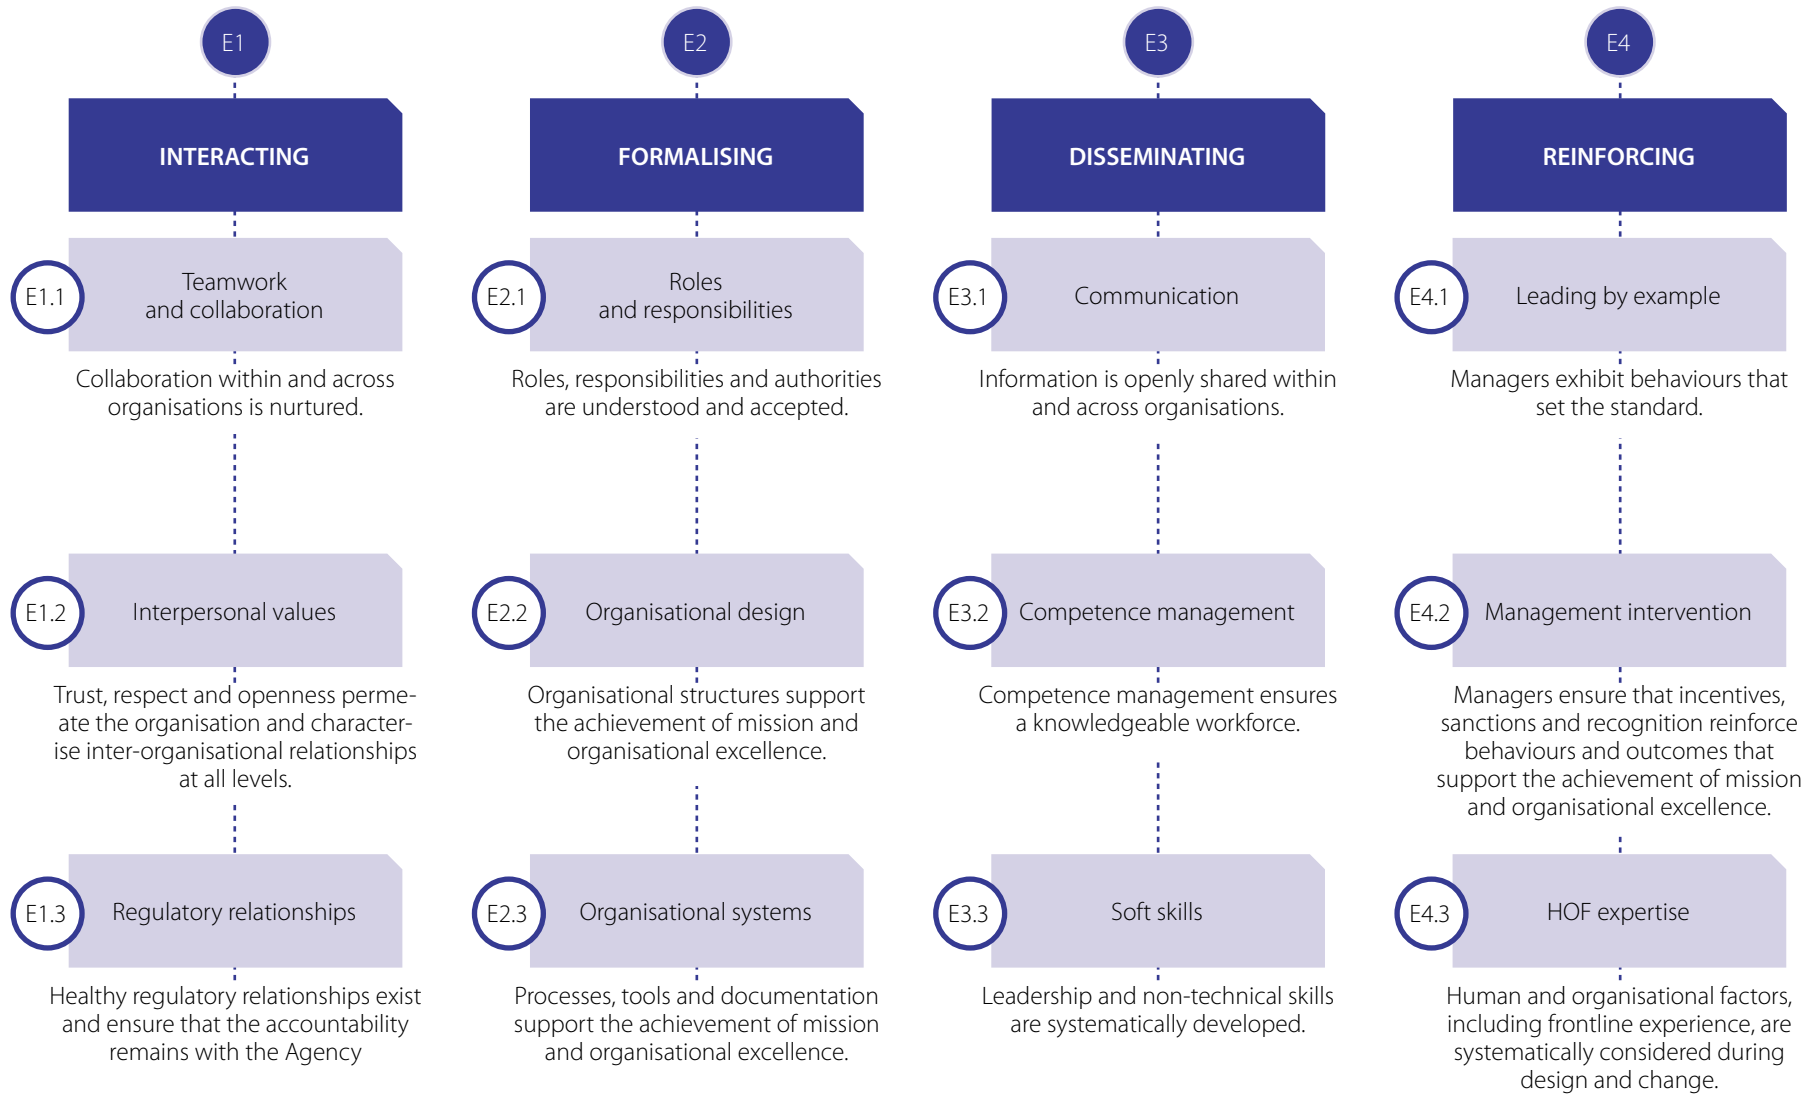 E1
INTERACTING
E1.1
Teamwork
and collaboration
Collaboration within and across
organisations is nurtured.
E1.2
Interpersonal values
Trust, respect and openness perme-
ate the organisation and character-
ise inter-organisational relationships
at all levels.
E1.3
Regulatory relationships
Healthy regulatory relationships exist
and ensure that the accountability
remains with the Agency
E2
FORMALISING
E2.1
Roles
and responsibilities
Roles, responsibilities and authorities
are understood and accepted.
E2.2
Organisational design
Organisational structures support
the achievement of mission and
organisational excellence.
E2.3
Organisational systems
Processes, tools and documentation
support the achievement of mission
and organisational excellence.
E3
DISSEMINATING
E3.1
Communication
Information is openly shared within
and across organisations.
E3.2
Competence management
Competence management ensures
a knowledgeable workforce.
E3.3
Soft skills
Leadership and non-technical skills
are systematically developed.
E4
REINFORCING
E4.1
Leading by example
Managers exhibit behaviours that
set the standard.
E4.2
Management intervention
Managers ensure that incentives,
sanctions and recognition reinforce
behaviours and outcomes that
support the achievement of mission
and organisational excellence.
E4.3
HOF expertise
Human and organisational factors,
including frontline experience, are
systematically considered during
design and change.